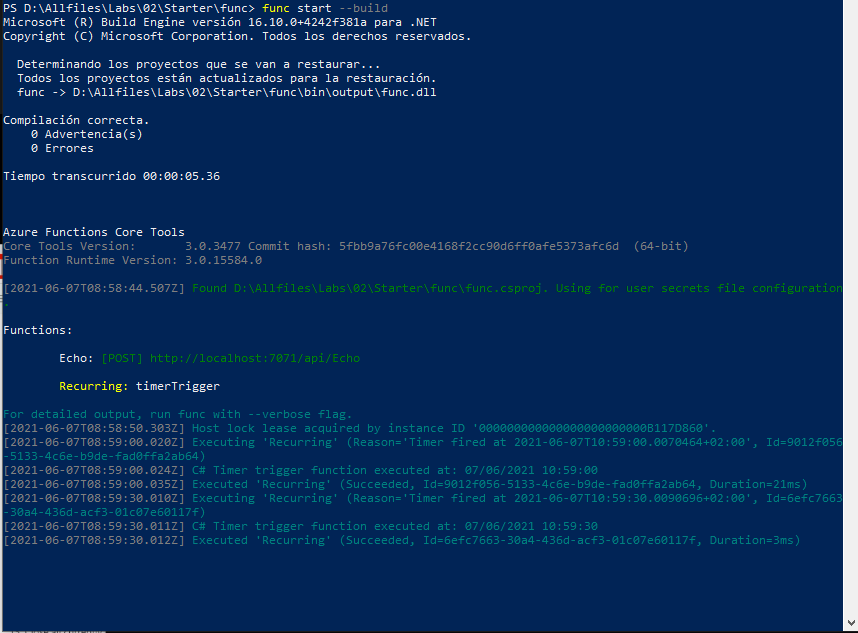 PS D:\Allfiles\Labs\02\Starter\func> func start --build
Microsoft (R) Build Engine versión 16.10.0+4242f381a para .NET
Copyright (C) Microsoft Corporation. Todos los derechos reservados.
Determinando los proyectos que se van a restaurar...
Todos los proyectos están actualizados para la restauración.
func -> D:\Allfiles\Labs\02\Starter\func\bin\output\func.dll
Compilación correcta.
0 Advertencia(s)
0 Errores
Tiempo transcurrido 00:00:05.36
Azure Functions Core Tools
Core Tools Version: 3.0.3477 Commit hash: 5fbb9a76fc00e4168f2cc90d6ff0afe5373afc6d (64-bit)
Function Runtime Version: 3.0.15584.0
[2021-06-07T08:58:44.507Z] Found D:\Allfiles\Labs\02\Starter\func\func.csproj. Using for user secrets file configuration
.
Functions:
Echo: [POST] http://localhost:7071/api/Echo
Recurring: timerTrigger
For detailed output, run func with --verbose flag.
[2021-06-07T08:58:50.303Z] Host lock lease acquired by instance ID '000000000000000000000000B117D860'.
[2021-06-07T08:59:00.020Z] Executing 'Recurring' (Reason='Timer fired at 2021-06-07T10:59:00.0070464+02:00', Id=9012f056
-5133-4c6e-b9de-fad0ffa2ab64)
[2021-06-07T08:59:00.024Z] C# Timer trigger function executed at: 07/06/2021 10:59:00
[2021-06-07T08:59:00.035Z] Executed 'Recurring' (Succeeded, Id=9012f056-5133-4c6e-b9de-fad0ffa2ab64, Duration=21ms)
[2021-06-07T08:59:30.010Z] Executing 'Recurring' (Reason='Timer fired at 2021-06-07T10:59:30.0090696+02:00', Id=6efc7663
-30a4-436d-acf3-01c07e60117f)
[2021-06-07T08:59:30.011Z] C# Timer trigger function executed at: 07/06/2021 10:59:30
[2021-06-07T08:59:30.012Z] Executed 'Recurring' (Succeeded, Id=6efc7663-30a4-436d-acf3-01c07e60117f, Duration=3ms)